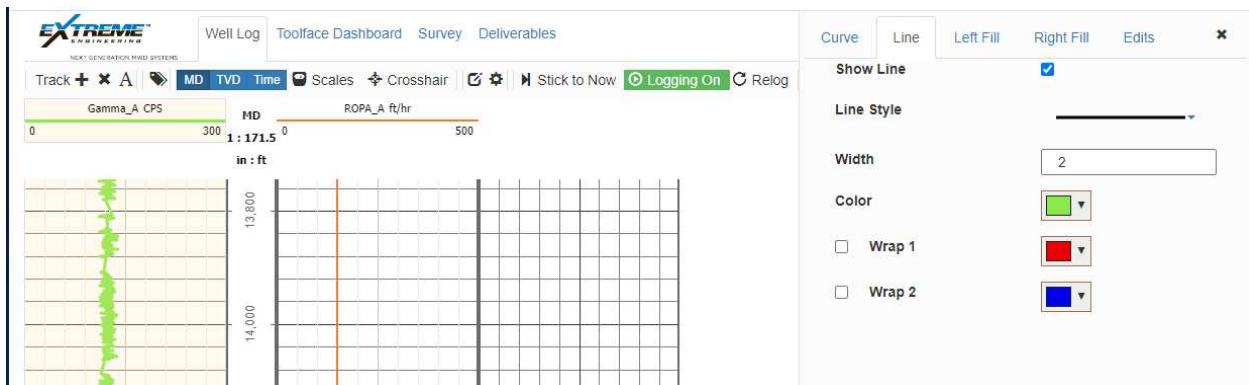 EXTREME™
ENGINEERING
NEXT GENERATION MWD SYSTEMS
Well Log Toolface Dashboard Survey Deliverables
Track A MD TVD Time Scales Crosshair Stick to Now Logging On Relog
Gamma_A CPS
0 300
MD
1 : 171.5
in : ft
ROPA_A ft/hr
0 500
13,800
14,000
Curve Line Left Fill Right Fill Edits
Show Line
Line Style
Width 2
Color
Wrap 1
Wrap 2